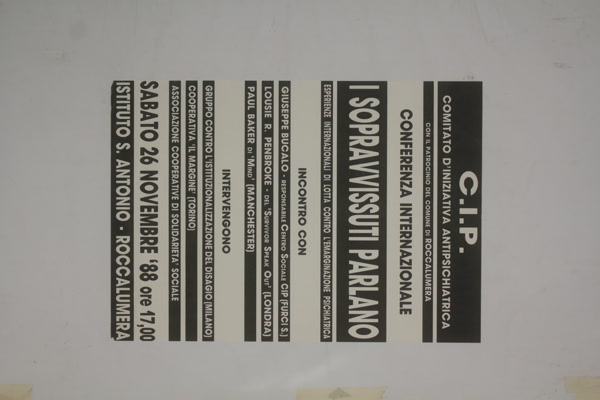 C.I.P.
COMITATO D'INIZIATIVA ANTIPSICHIATRICA
CON IL PATROCINIO DEL COMUNE DI ROCCALUMERA
CONFERENZA INTERNAZIONALE
I SOPRAVVISSUTI PARLANO
ESPERIENZE INTERNAZIONALI DI LOTTA CONTRO L'EMARGINAZIONE PSICHIATRICA
INCONTRO CON
GIUSEPPE BUCALO - RESPONSABILE CENTRO SOCIALE CIP (FURCI S.)
LOUSIE R. PENBROKE - DEL 'SURVIVOR SPEAK OUT' (LONDRA)
PAUL BAKER DI 'MIND' (MANCHESTER)
INTERVENGONO
GRUPPO CONTRO L'ISTITUZIONALIZZAZIONE DEL DISAGIO (MILANO)
COOPERATIVA 'IL MARGINE' (TORINO)
ASSOCIAZIONE COOPERATIVE DI SOLIDARIETA' SOCIALE
SABATO 26 NOVEMBRE '88 ore 17,00
ISTITUTO S. ANTONIO - ROCCALUMERA